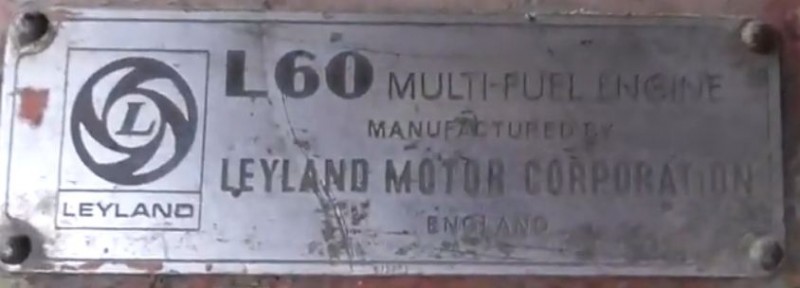 L
LEYLAND
L60 MULTI-FUEL ENGINE
MANUFACTURED BY
LEYLAND MOTOR CORPORATION
ENGLAND